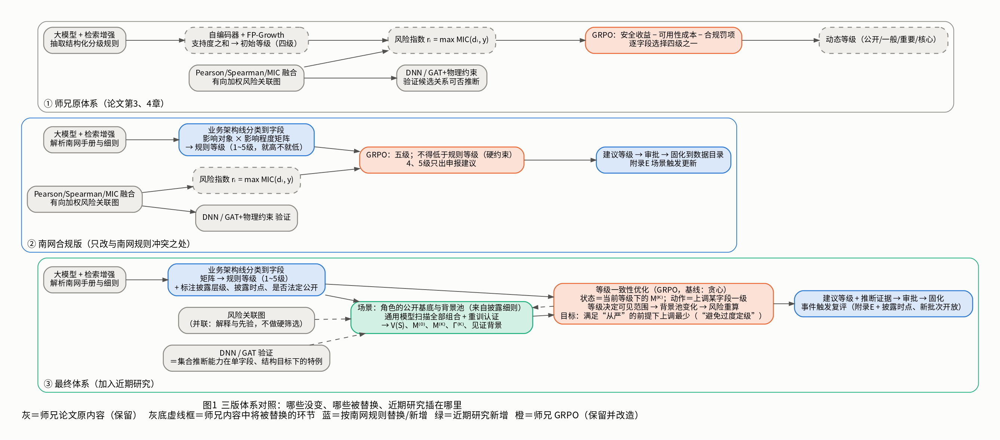 大模型 + 检索增强
抽取结构化分级规则
自编码器 + FP-Growth
支持度之和 → 初始等级（四级）
风险指数 rᵢ = max MIC(dᵢ, y)
GRPO：安全收益 − 可用性成本 − 合规罚项
逐字段选择四级之一
动态等级（公开/一般/重要/核心）
Pearson/Spearman/MIC 融合
有向加权风险关联图
DNN / GAT+物理约束
验证候选关系可否推断
① 师兄原体系（论文第3、4章）
大模型 + 检索增强
解析南网手册与细则
业务架构线分类到字段
影响对象 × 影响程度矩阵
→ 规则等级（1~5级，就高不就低）
GRPO：五级；不得低于规则等级（硬约束）
4、5级只出申报建议
建议等级 → 审批 → 固化到数据目录
附录E 场景触发更新
风险指数 rᵢ = max MIC(dᵢ, y)
Pearson/Spearman/MIC 融合
有向加权风险关联图
DNN / GAT+物理约束 验证
② 南网合规版（只改与南网规则冲突之处）
大模型 + 检索增强
解析南网手册与细则
业务架构线分类到字段
矩阵 → 规则等级（1~5级）
+ 标注披露层级、披露时点、是否法定公开
风险关联图
（并联：解释与先验，不做硬筛选）
场景：角色的公开基底与背景池（来自披露细则）
通用模型扫描全部组合 + 重训认证
→ V(S)、M⁽⁰⁾、M⁽ᴷ⁾、Γ⁽ᴷ⁾、见证背景
等级一致性优化（GRPO，基线：贪心）
状态＝当前等级下的 M⁽ᴷ⁾；动作＝上调某字段一级
等级决定可见范围 → 背景池变化 → 风险重算
目标：满足“从严”的前提下上调最少（“避免过度定级”）
建议等级 + 推断证据 → 审批 → 固化
事件触发复评（附录E + 披露时点、新批次开放）
DNN / GAT 验证
＝集合推断能力在单字段、结构目标下的特例
③ 最终体系（加入近期研究）
图1 三版体系对照：哪些没变、哪些被替换、近期研究插在哪里
灰＝师兄论文原内容（保留） 灰底虚线框＝师兄内容中将被替换的环节 蓝＝按南网规则替换/新增 绿＝近期研究新增 橙＝师兄 GRPO（保留并改造）